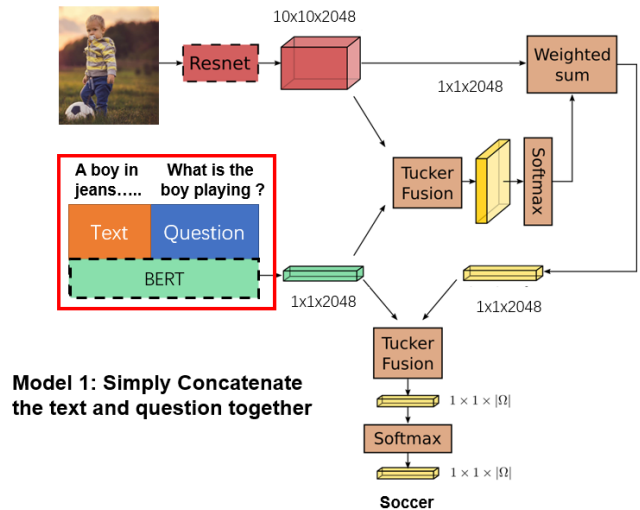 10x10x2048
Resnet
Weighted
sum
1x1x2048
A boy in
jeans…..
What is the
boy playing ?
Text
Question
BERT
1x1x2048
Tucker
Fusion
Softmax
1x1x2048
Tucker
Fusion
Model 1: Simply Concatenate
the text and question together
1 × 1 × |Ω|
Softmax
1 × 1 × |Ω|
Soccer